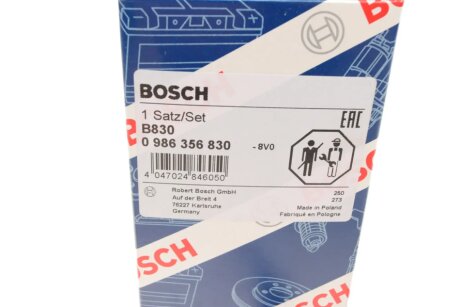 BOSCH
1 Satz/Set
B830
0 986 356 830 - 8V0
EAC
4 047024 846050
Robert Bosch GmbH
Auf der Breit 4
76227 Karlsruhe
Germany
250
273
Made in Poland
Fabriqué en Pologne
BOSCH
BOSCH